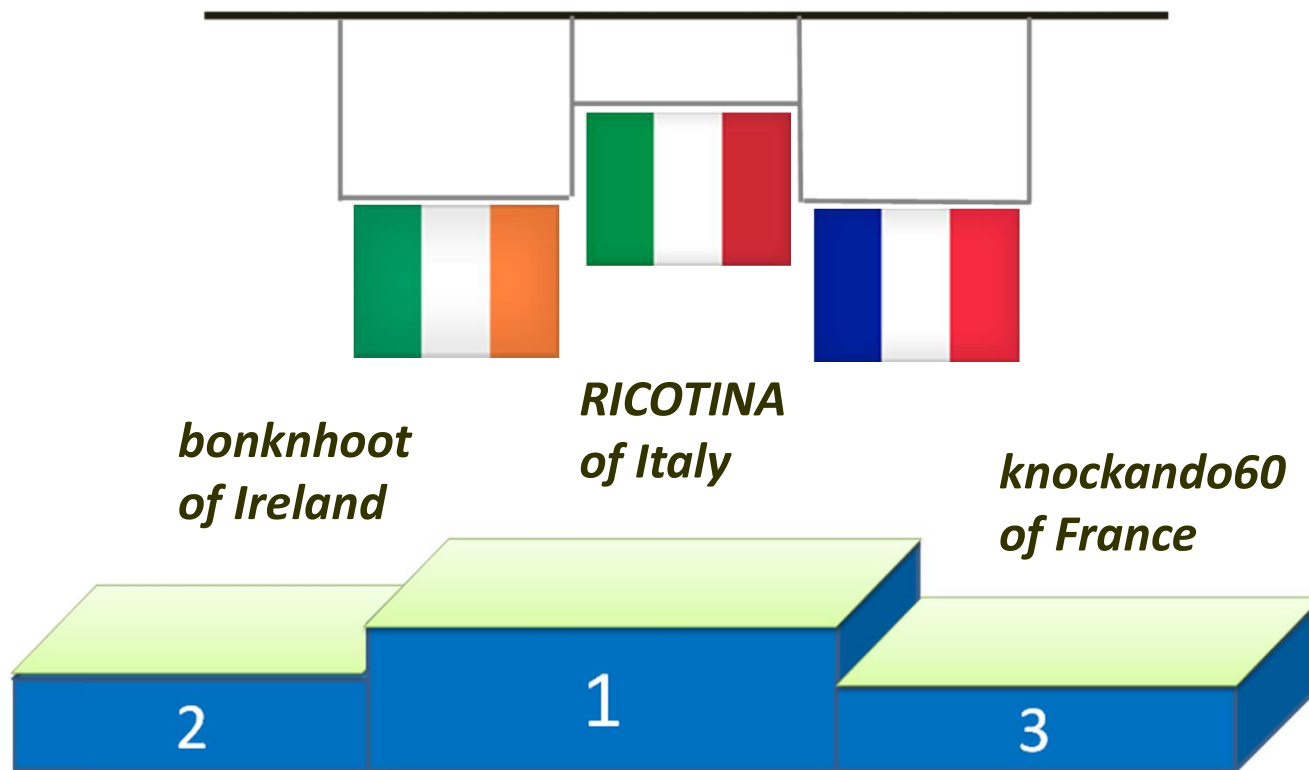 RICOTINA
of Italy
bonknhoot
of Ireland
knockando60
of France
2
1
3